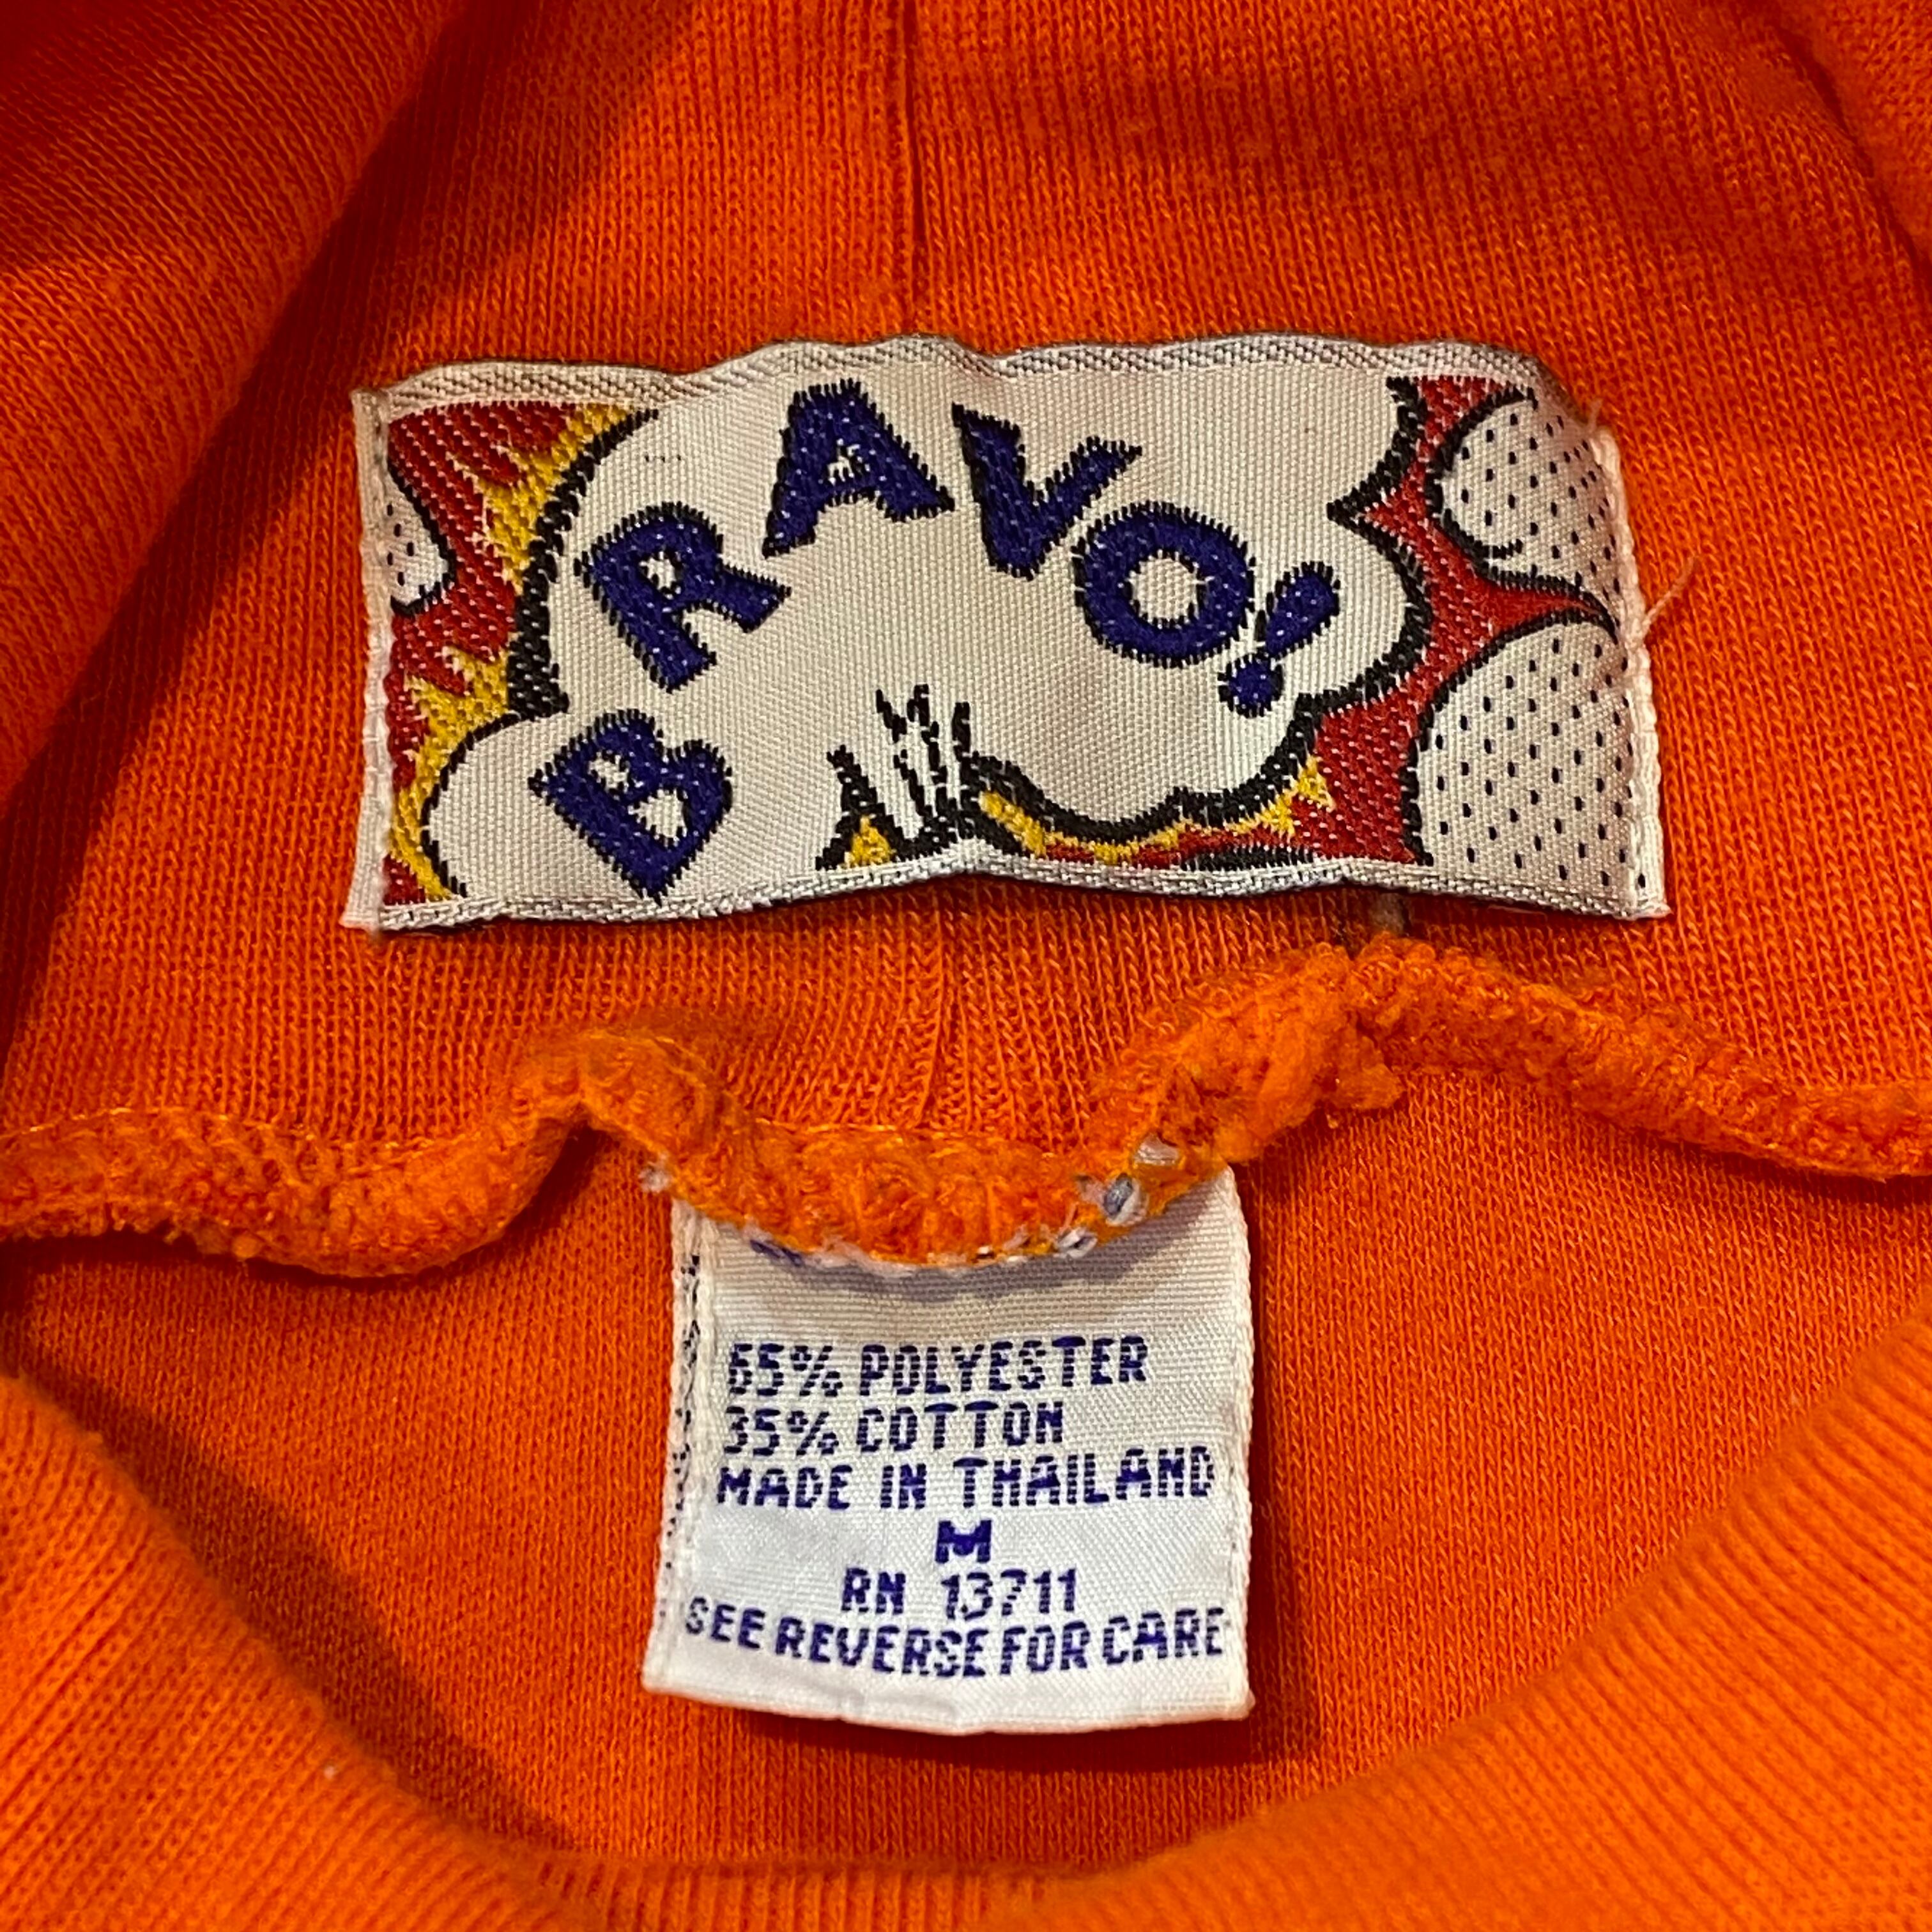 BRAVO!
65% POLYESTER
35% COTTON
MADE IN THAILAND
M
RN 13711
SEE REVERSE FOR CARE